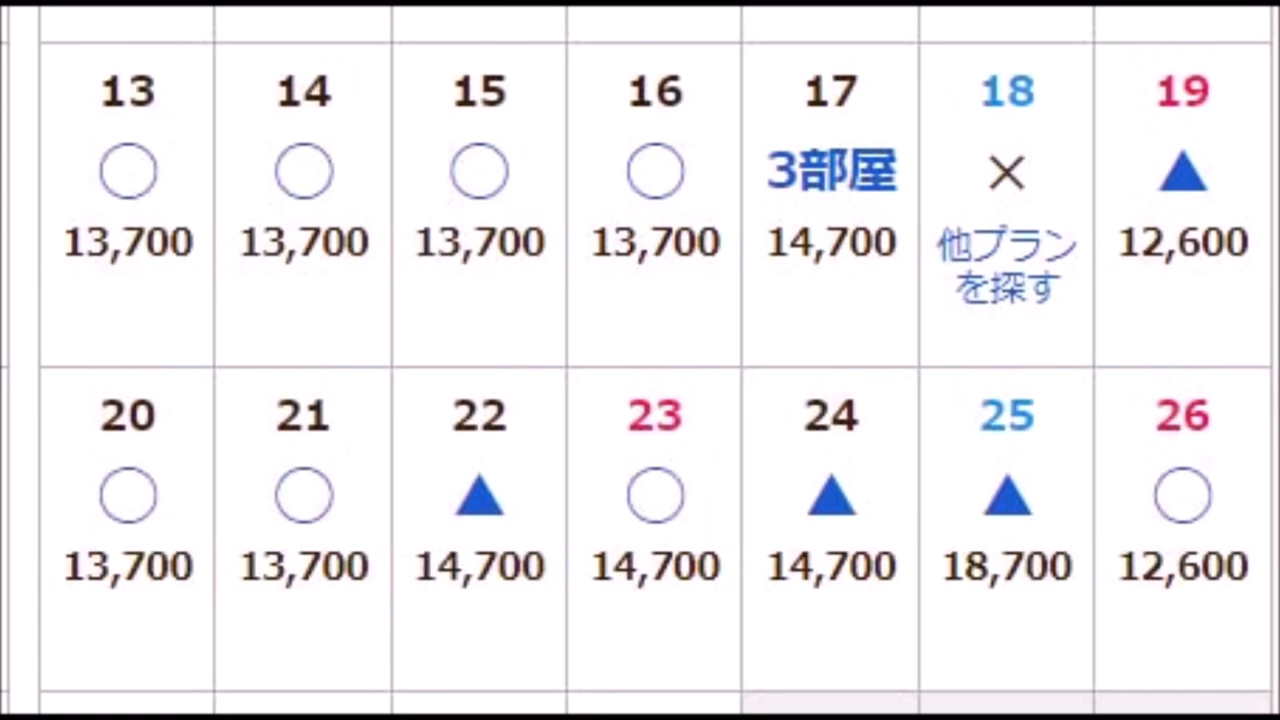 13 14 15 16 17 18 19
○ ○ ○ ○ 3部屋 × ▲
13,700 13,700 13,700 13,700 14,700 他プラン 12,600
を探す
20 21 22 23 24 25 26
○ ○ ▲ ○ ▲ ▲ ○
13,700 13,700 14,700 14,700 14,700 18,700 12,600